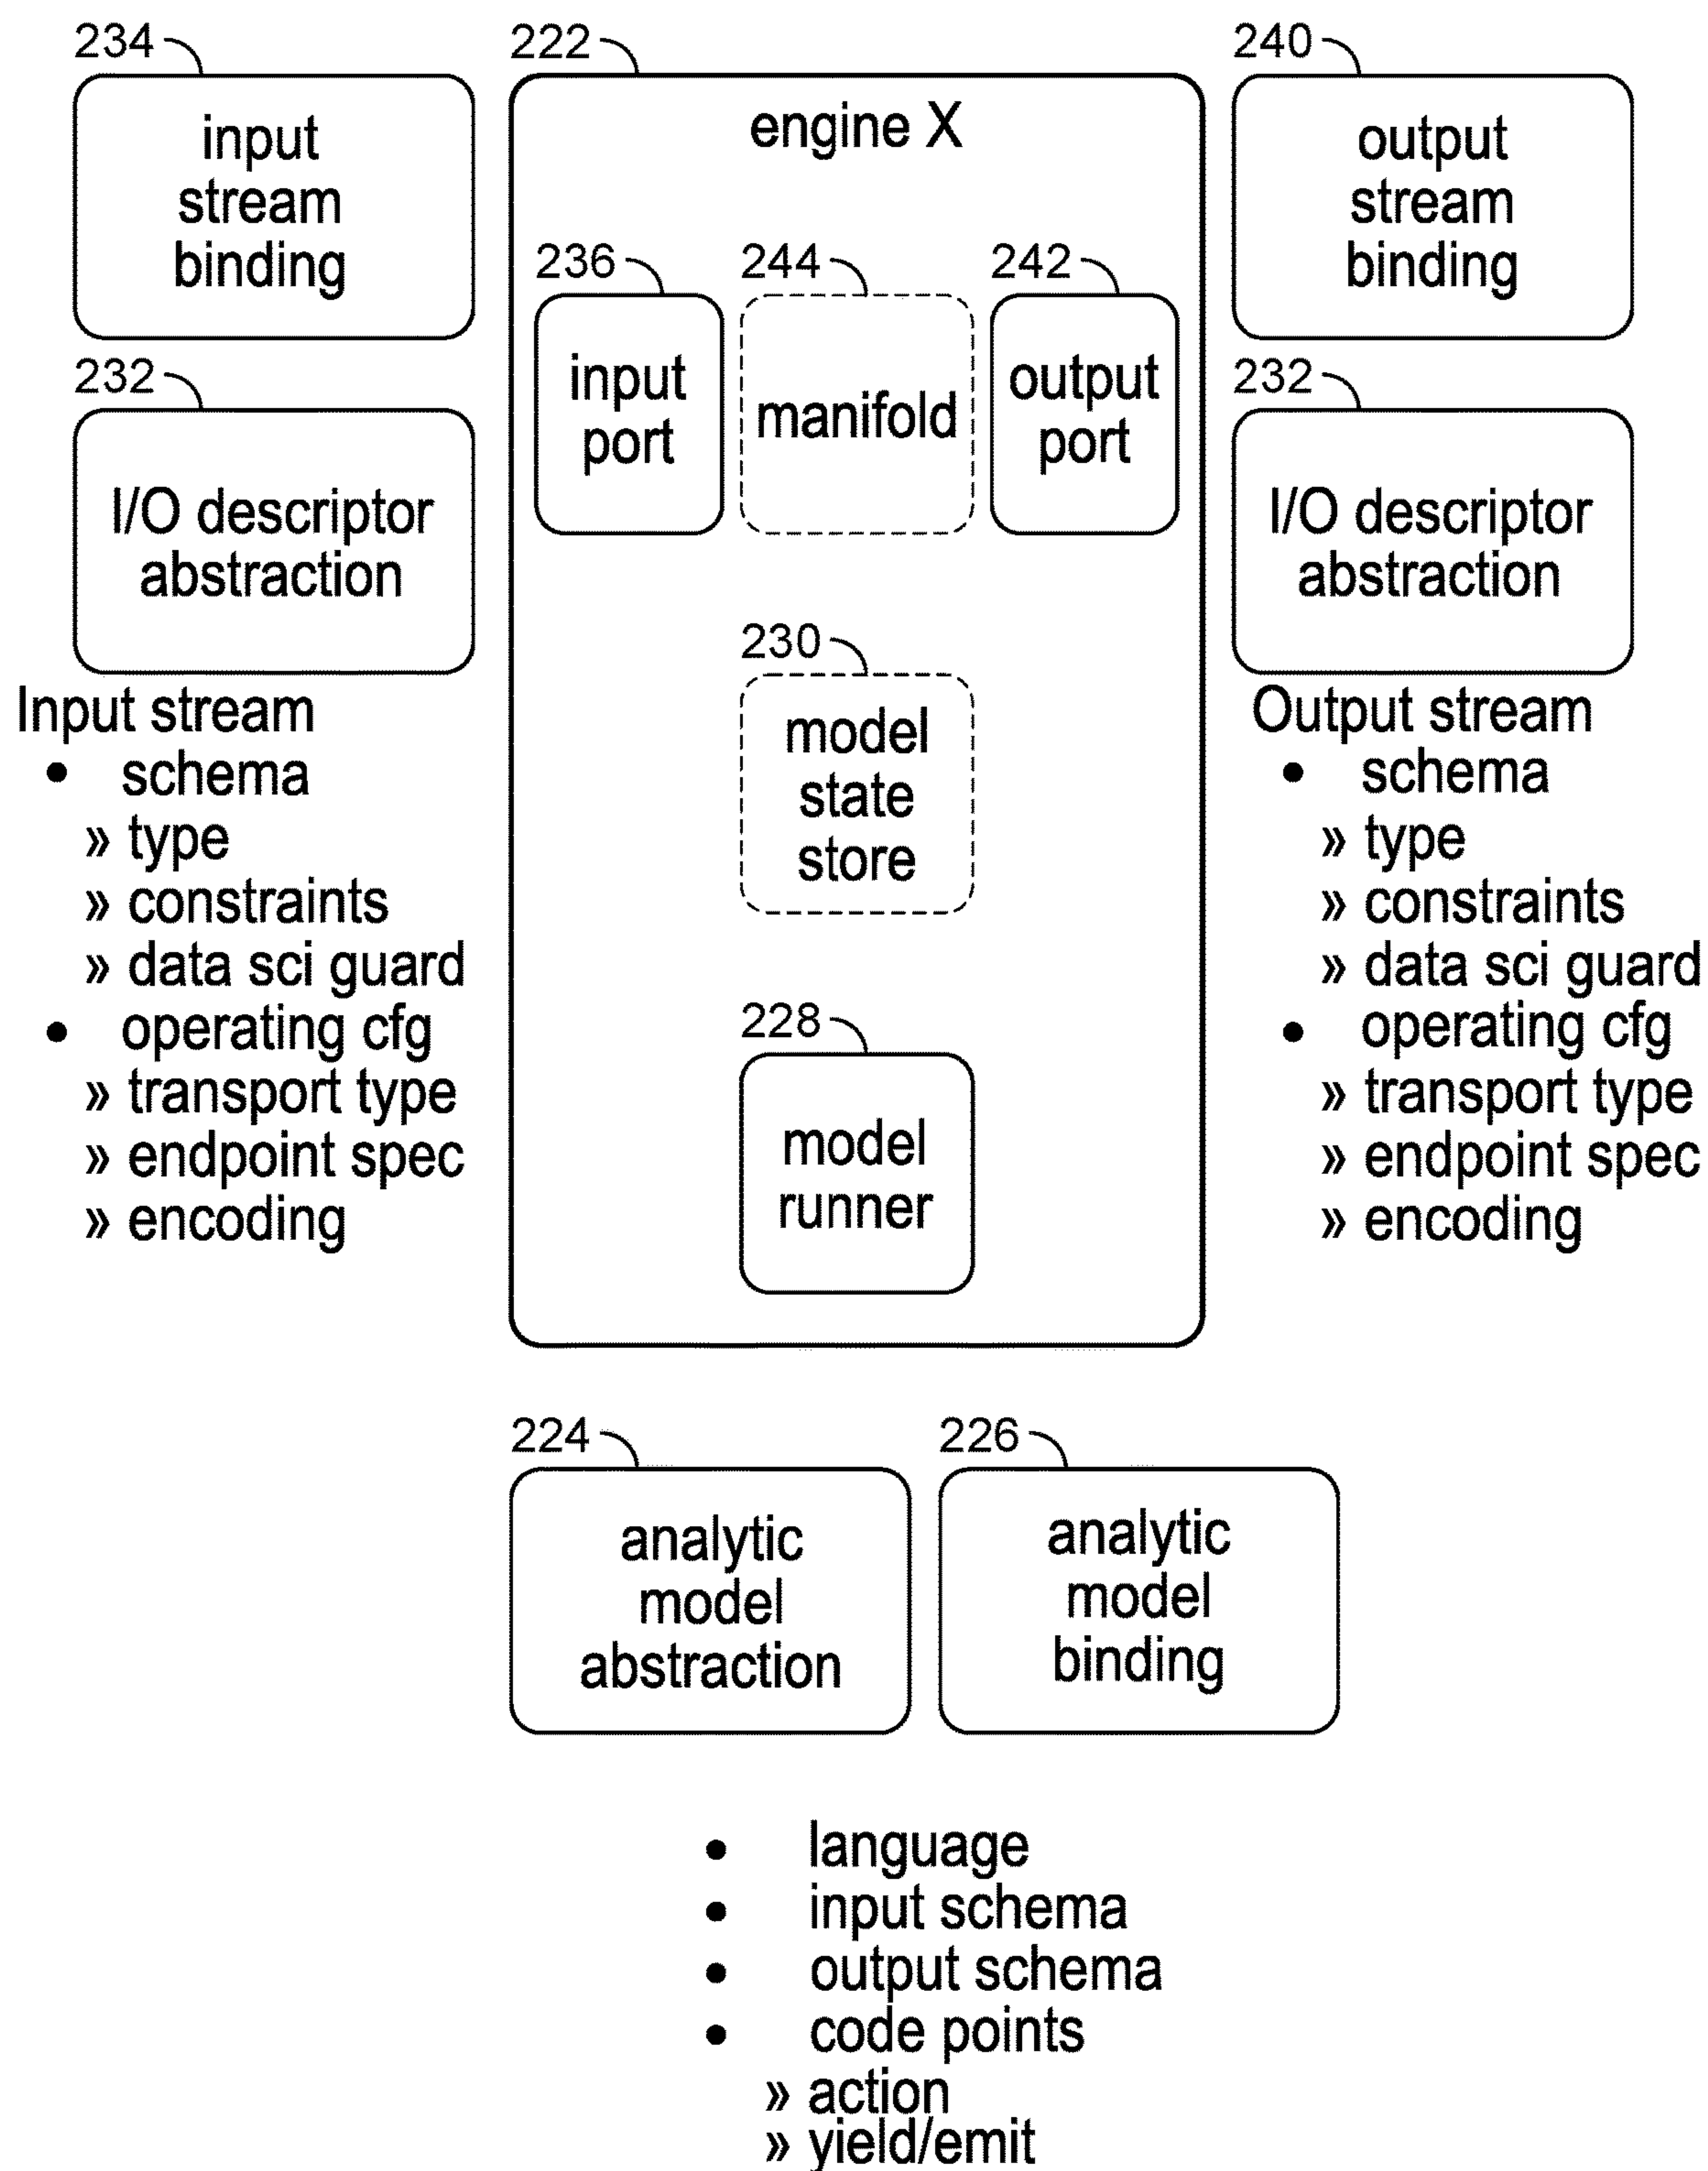 234
input
stream
binding
232
I/O descriptor
abstraction
Input stream
• schema
» type
» constraints
» data sci guard
• operating cfg
» transport type
» endpoint spec
» encoding
222
engine X
236
input
port
244
manifold
242
output
port
230
model
state
store
228
model
runner
240
output
stream
binding
232
I/O descriptor
abstraction
Output stream
• schema
» type
» constraints
» data sci guard
• operating cfg
» transport type
» endpoint spec
» encoding
224
analytic
model
abstraction
226
analytic
model
binding
• language
• input schema
• output schema
• code points
» action
» yield/emit